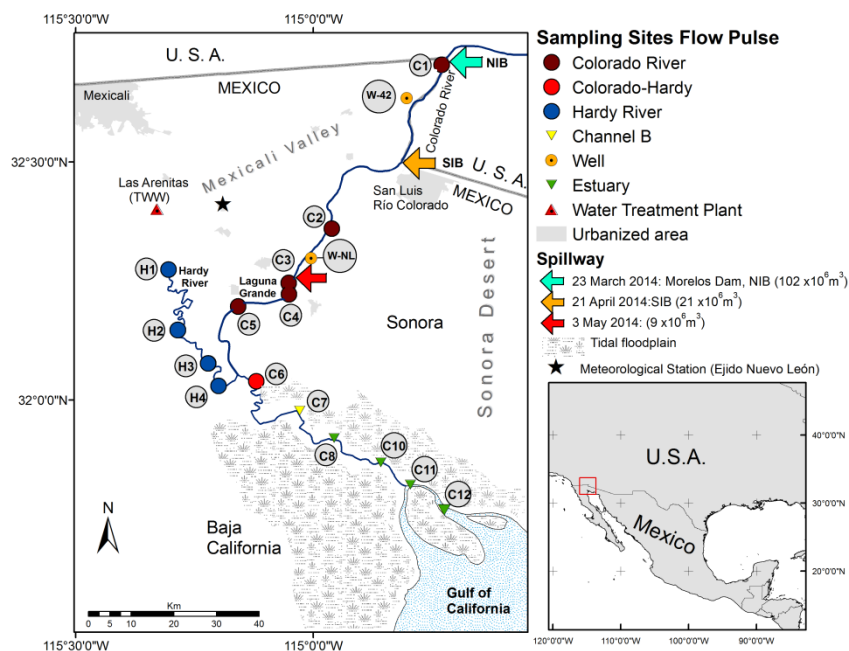 115°30'0"W
115°0'0"W
U. S. A.
MEXICO
Mexicali
C1
NIB
W-42
Colorado River
Mexicali Valley
32°30'0"N
SIB
U. S. A.
MEXICO
San Luis
Río Colorado
Las Arenitas
(TWW)
C2
C3
W-NL
H1
Hardy
River
Laguna
Grande
C4
C5
Sonora
Sonora Desert
H2
H3
H4
C6
32°0'0"N
C7
C8
C10
C11
C12
N
Baja
California
Gulf of
California
Km
0 5 10 20 30 40
115°30'0"W
115°0'0"W
Sampling Sites Flow Pulse
Colorado River
Colorado-Hardy
Hardy River
Channel B
Well
Estuary
Water Treatment Plant
Urbanized area
Spillway
23 March 2014: Morelos Dam, NIB (102 x10⁶m³)
21 April 2014:SIB (21 x10⁶m³)
3 May 2014: (9 x10⁶m³)
Tidal floodplain
Meteorological Station (Ejido Nuevo León)
U.S.A.
Mexico
40°0'0"N
30°0'0"N
20°0'0"N
120°0'0"W
110°0'0"W
100°0'0"W
90°0'0"W